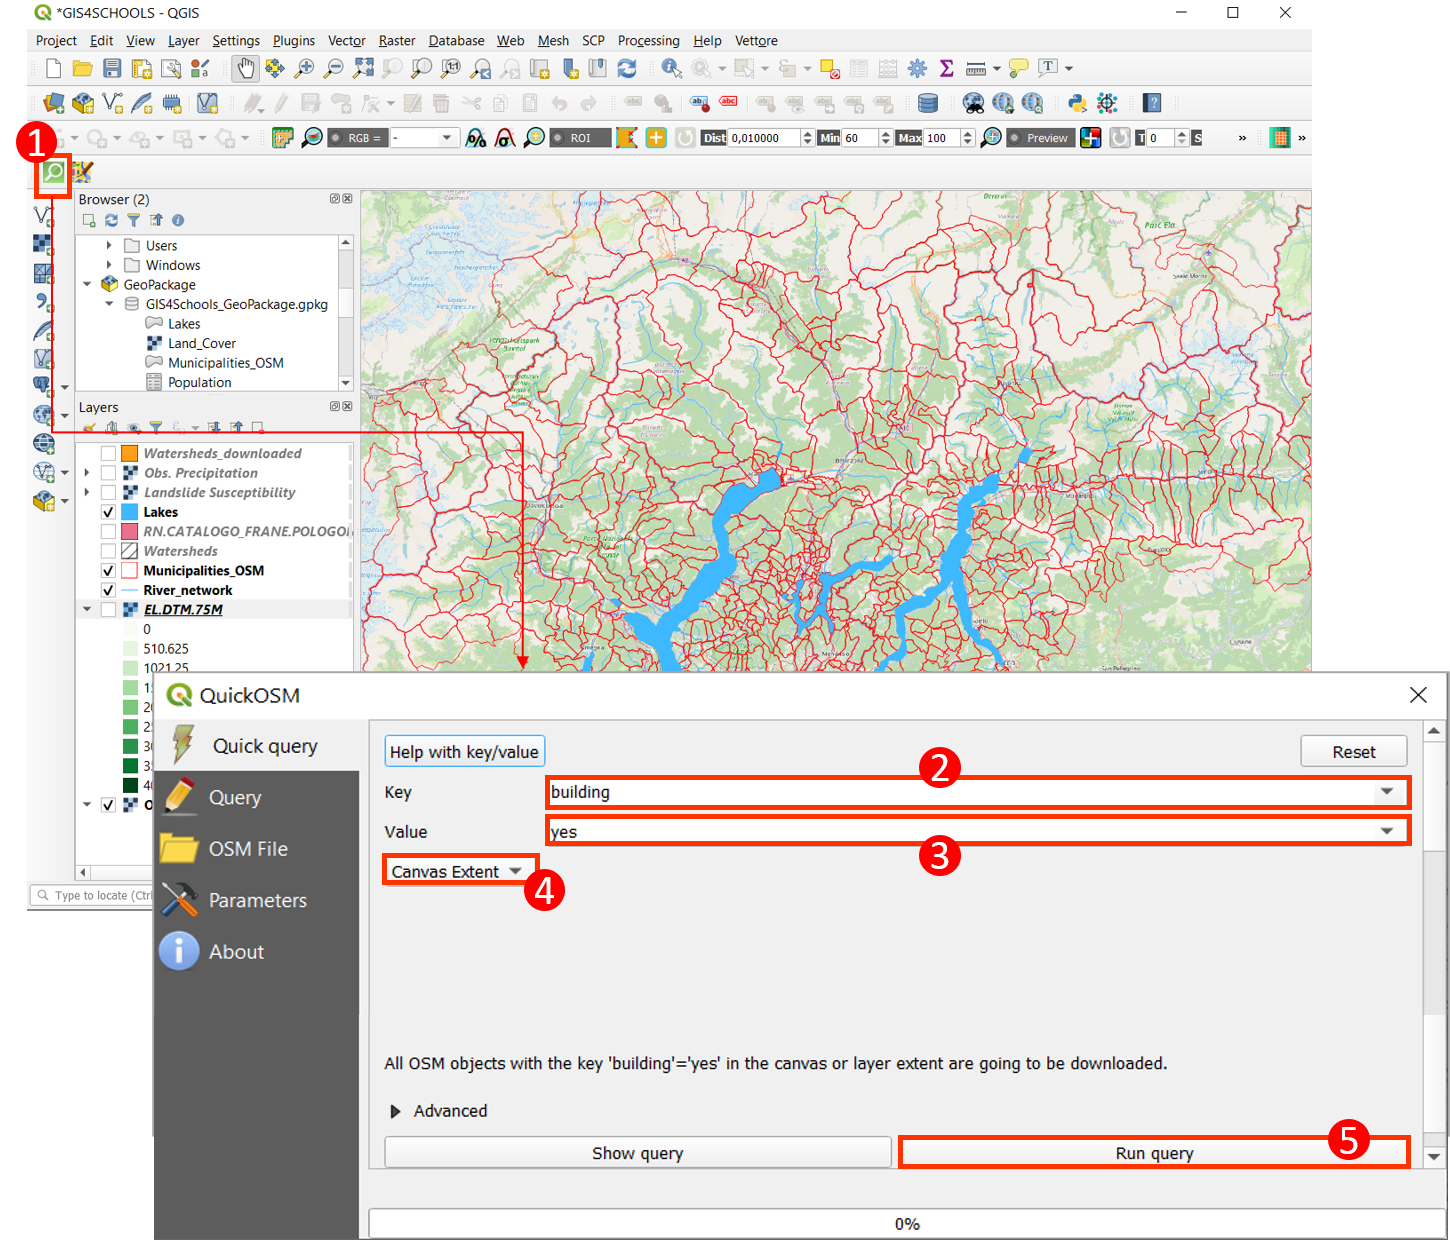 *GIS4SCHOOLS - QGIS
Project Edit View Layer Settings Plugins Vector Raster Database Web Mesh SCP Processing Help Vettore
RGB = - ROI Dist 0,010000 Min 60 Max 100 Preview T 0 S » »
1
Browser (2)
Users
Windows
GeoPackage
GIS4Schools_GeoPackage.gpkg
Lakes
Land_Cover
Municipalities_OSM
Population
Layers
Watersheds_downloaded
Obs. Precipitation
Landslide Susceptibility
Lakes
RN.CATALOGO_FRANE.POLOGO
Watersheds
Municipalities_OSM
River_network
EL.DTM.75M
0
510.625
1021.25
Parc Ela
Bellinzona
Type to locate (Ctr
QuickOSM
Quick query
Query
OSM File
Parameters
About
Help with key/value
Reset
2
Key building
Value yes
3
Canvas Extent
4
All OSM objects with the key 'building'='yes' in the canvas or layer extent are going to be downloaded.
Advanced
5
Show query Run query
0%